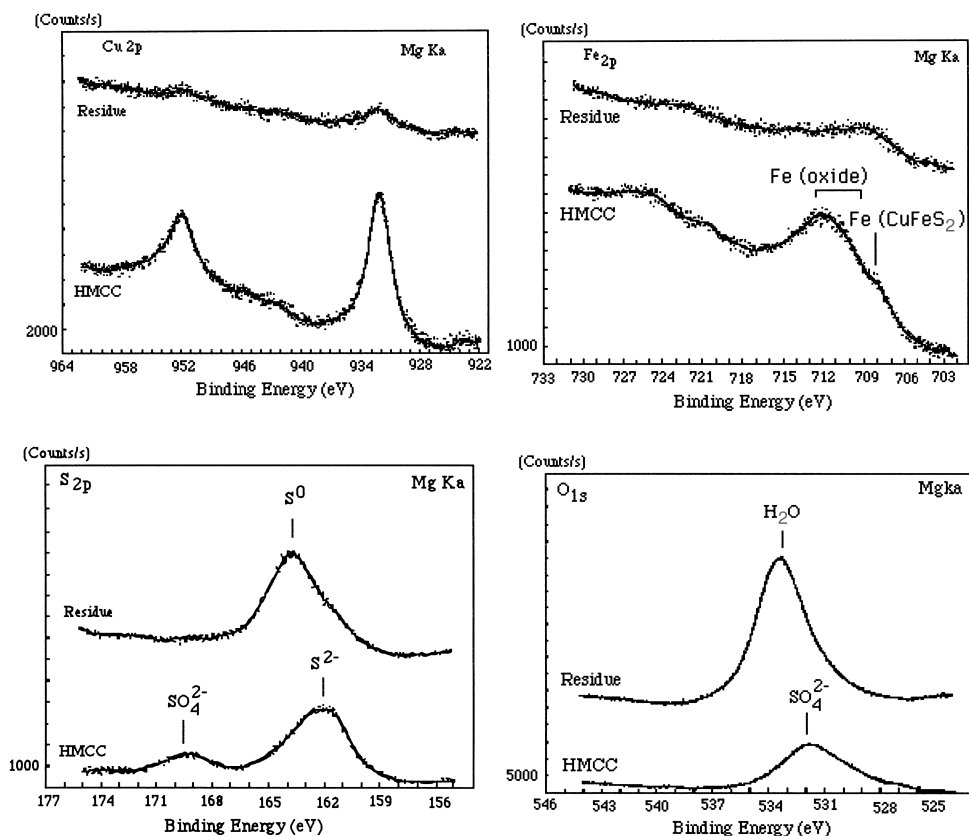 (Counts/s)
Cu 2p
Mg Ka
Residue
HMCC
2000
964 958 952 946 940 934 928 922
Binding Energy (eV)
(Counts/s)
Fe2p
Mg Ka
Residue
Fe (oxide)
HMCC
Fe (CuFeS2)
1000
733 730 727 724 721 718 715 712 709 706 703
Binding Energy (eV)
(Counts/s)
S2p
Mg Ka
S0
Residue
S2-
SO42-
HMCC
1000
177 174 171 168 165 162 159 156
Binding Energy (eV)
(Counts/s)
O1s
Mgka
H2O
Residue
SO42-
HMCC
5000
546 543 540 537 534 531 528 525
Binding Energy (eV)